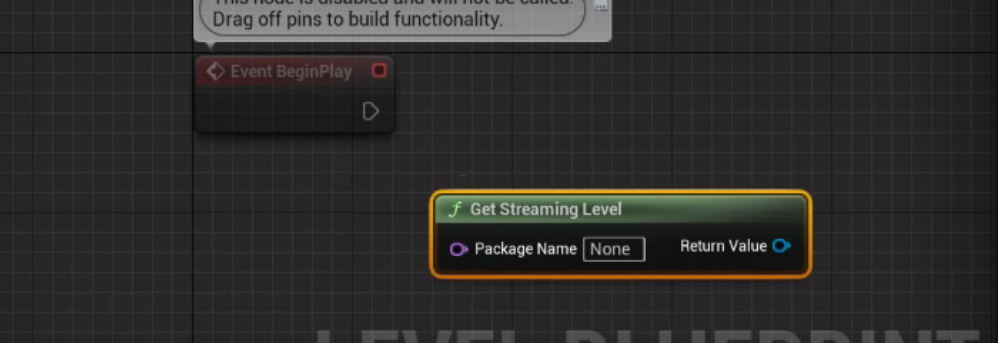 This node is disabled and will not be called.
Drag off pins to build functionality.
Event BeginPlay
f Get Streaming Level
Package Name None Return Value
LEVEL BLUEPRINT